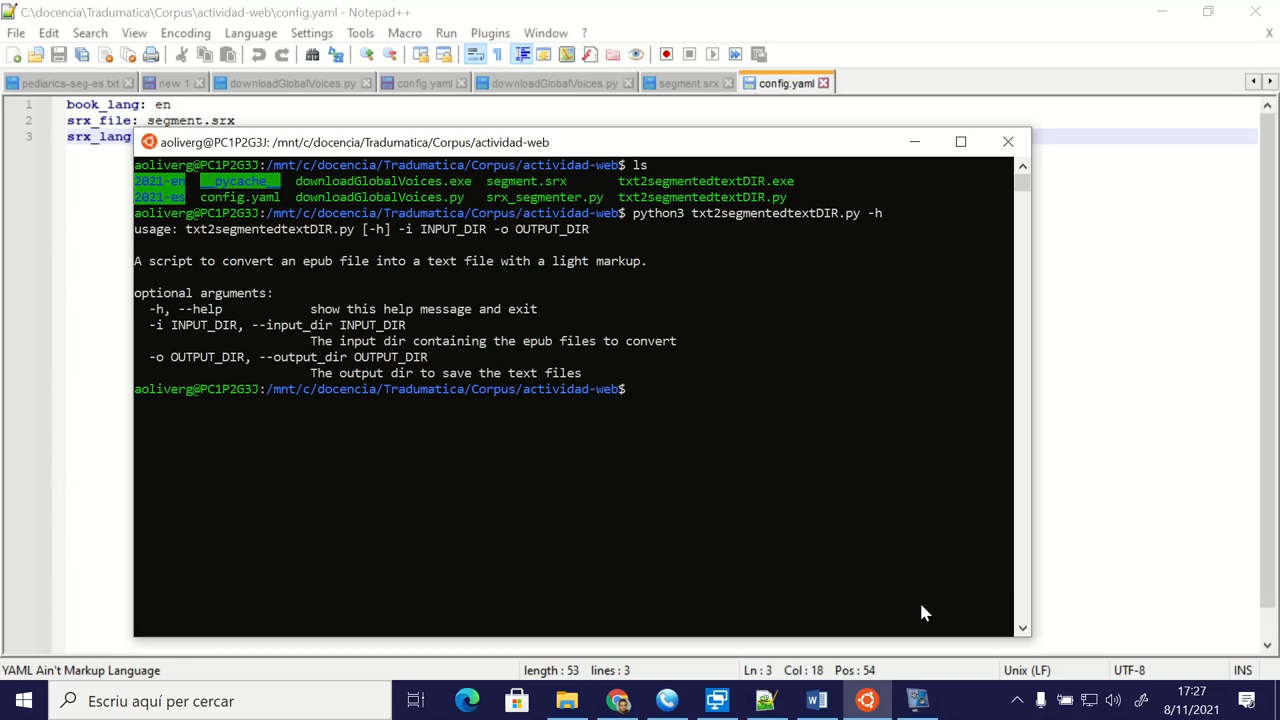 C:\docencia\Tradumatica\Corpus\actividad-web\config.yaml - Notepad++
File Edit Search View Encoding Language Settings Tools Macro Run Plugins Window ? X
pediarics-seg-es.txt new 1 downloadGlobalVoices.py config.yaml downloadGlobalVoices.py segment.srx config.yaml
1 book_lang: en
2 srx_file: segment.srx
3 srx_lang
aoliverg@PC1P2G3J: /mnt/c/docencia/Tradumatica/Corpus/actividad-web
aoliverg@PC1P2G3J:/mnt/c/docencia/Tradumatica/Corpus/actividad-web$ ls
2021-en __pycache__ downloadGlobalVoices.exe segment.srx txt2segmentedtextDIR.exe
2021-es config.yaml downloadGlobalVoices.py srx_segmenter.py txt2segmentedtextDIR.py
aoliverg@PC1P2G3J:/mnt/c/docencia/Tradumatica/Corpus/actividad-web$ python3 txt2segmentedtextDIR.py -h
usage: txt2segmentedtextDIR.py [-h] -i INPUT_DIR -o OUTPUT_DIR
A script to convert an epub file into a text file with a light markup.
optional arguments:
-h, --help show this help message and exit
-i INPUT_DIR, --input_dir INPUT_DIR
The input dir containing the epub files to convert
-o OUTPUT_DIR, --output_dir OUTPUT_DIR
The output dir to save the text files
aoliverg@PC1P2G3J:/mnt/c/docencia/Tradumatica/Corpus/actividad-web$
YAML Ain't Markup Language length : 53 lines : 3 Ln : 3 Col : 18 Pos : 54 Unix (LF) UTF-8 INS
Escriu aquí per cercar
17:27
8/11/2021